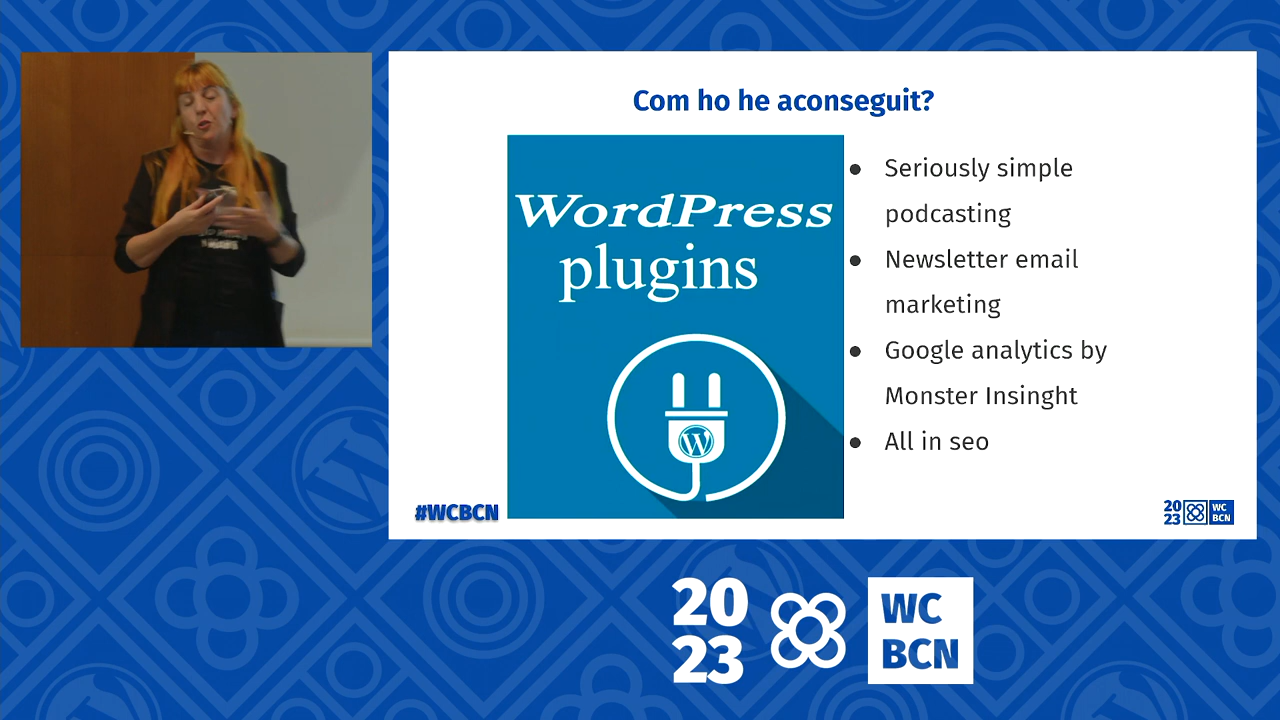 Com ho he aconseguit?
WordPress
plugins
Seriously simple
podcasting
Newsletter email
marketing
Google analytics by
Monster Insinght
All in seo
#WCBCN
20
23
WC
BCN
20
23
WC
BCN